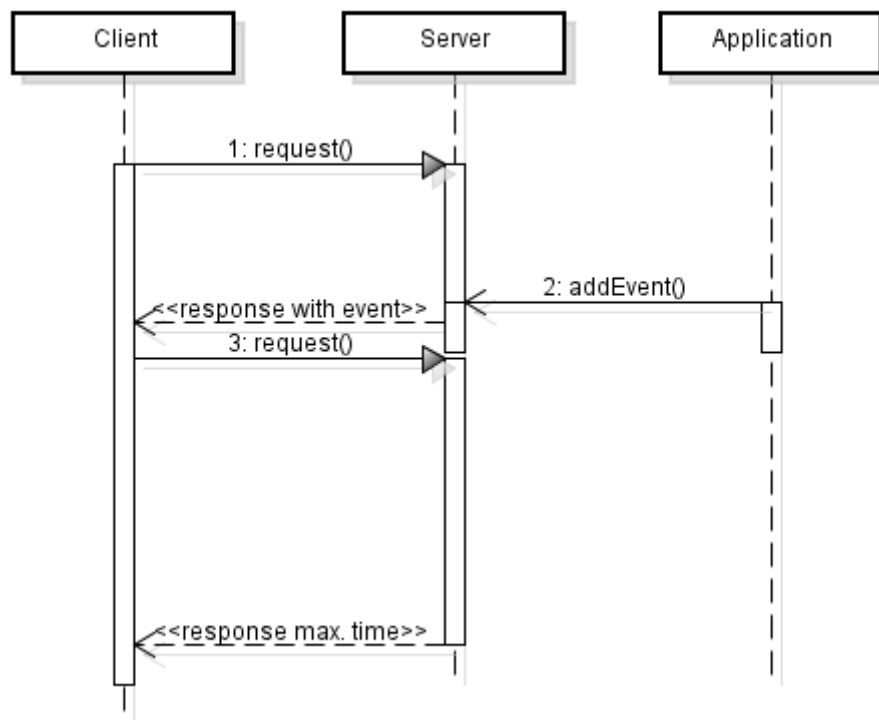 Client
Server
Application
1: request()
2: addEvent()
<<response with event>>
3: request()
<<response max. time>>